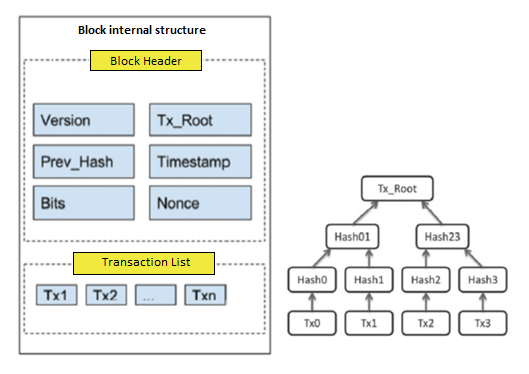 Block internal structure
Block Header
Version
Tx_Root
Prev_Hash
Timestamp
Bits
Nonce
Transaction List
Tx1
Tx2
...
Txn
Tx_Root
Hash01
Hash23
Hash0
Hash1
Hash2
Hash3
Tx0
Tx1
Tx2
Tx3